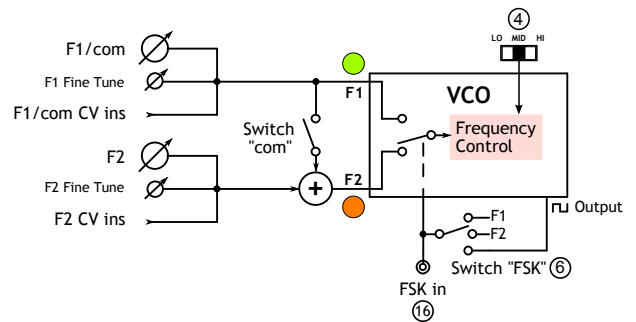 4
LO MID HI
F1/com
F1 Fine Tune
F1/com CV ins
F1
VCO
Frequency
Control
Switch
"com"
F2
F2 Fine Tune
F2 CV ins
+
F2
Output
F1
F2
Switch "FSK" 6
FSK in
16